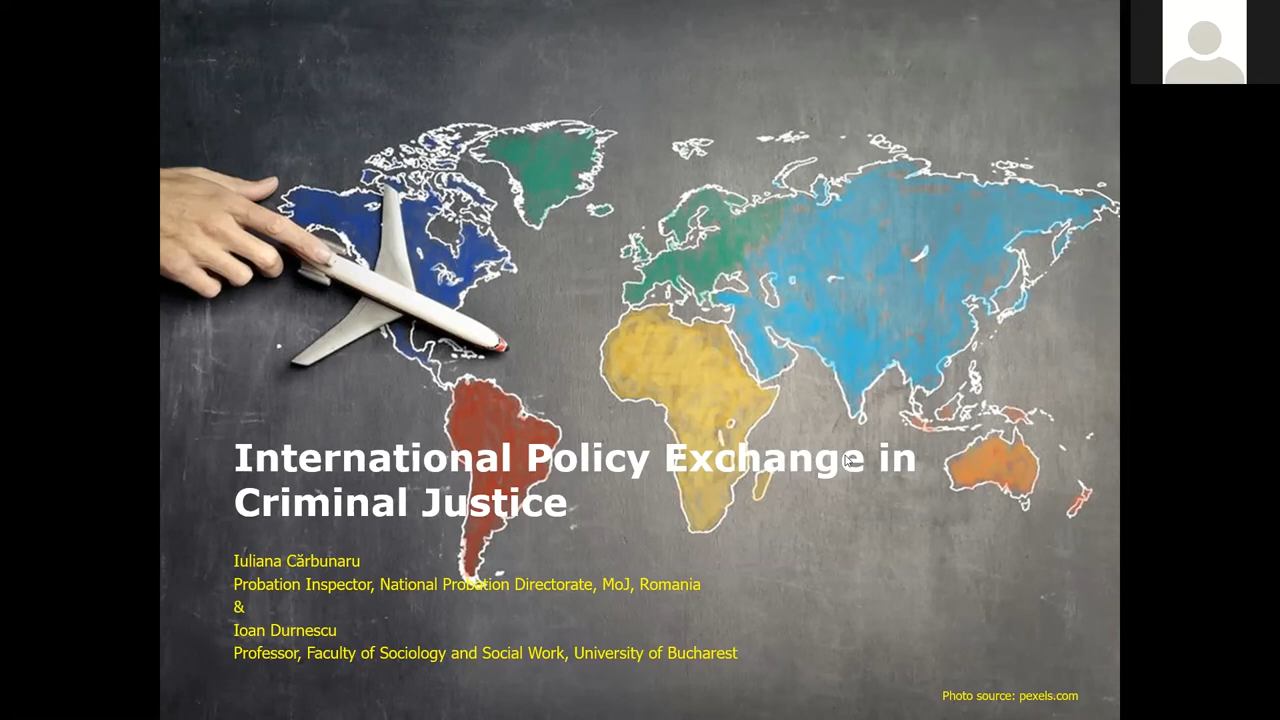 International Policy Exchange in
Criminal Justice
Iuliana Cărbunaru
Probation Inspector, National Probation Directorate, MoJ, Romania
&
Ioan Durnescu
Professor, Faculty of Sociology and Social Work, University of Bucharest
Photo source: pexels.com